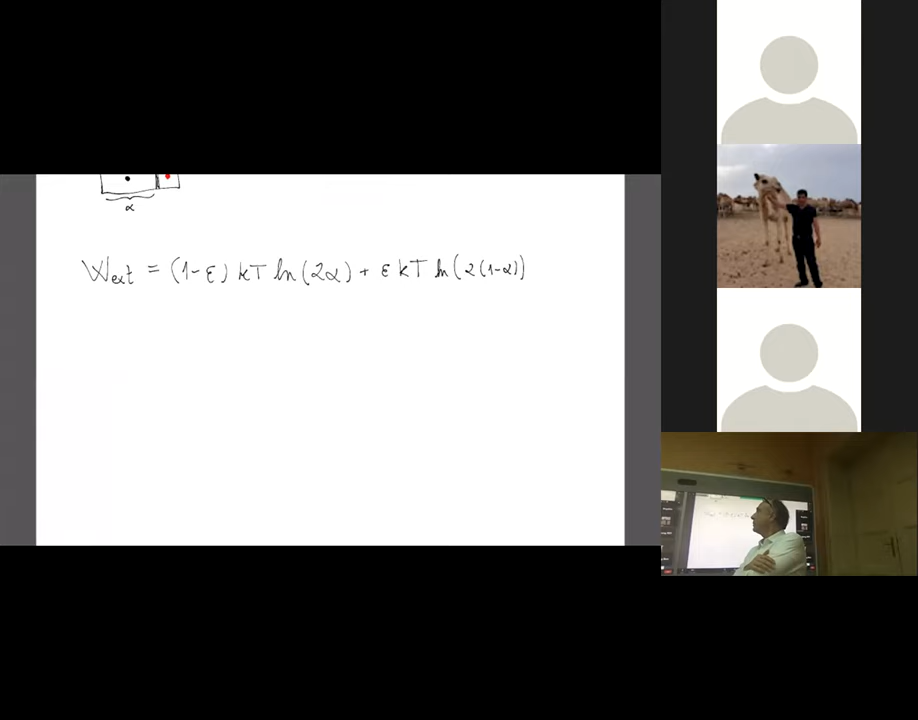 α
W_ext = (1-ε) kT ln(2α) + ε kT ln(2(1-α))